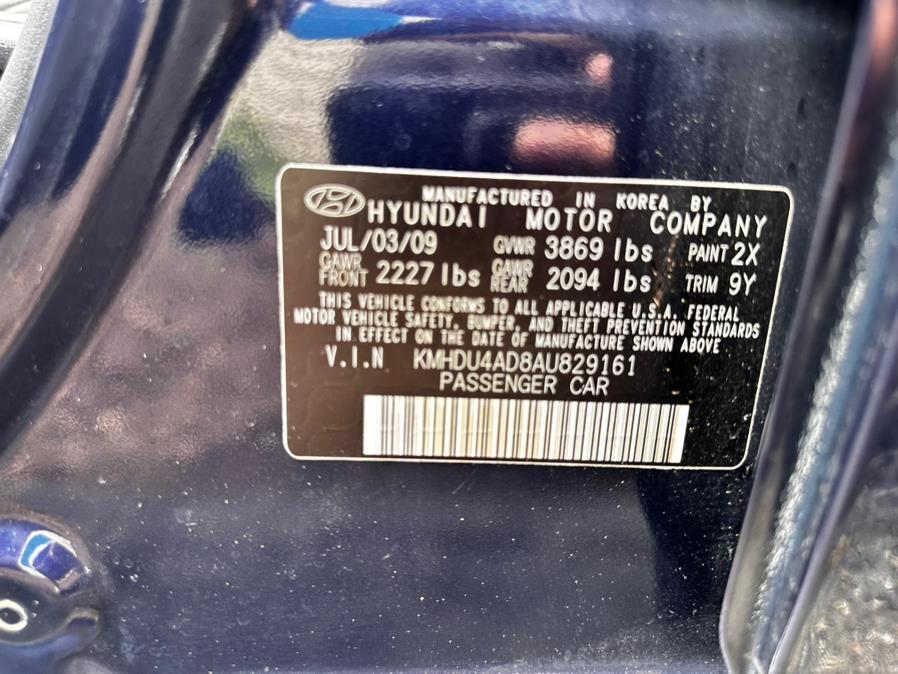 MANUFACTURED IN KOREA BY
HYUNDAI MOTOR COMPANY
JUL/03/09 GVWR 3869 lbs PAINT 2X
GAWR FRONT 2227 lbs GAWR REAR 2094 lbs TRIM 9Y
THIS VEHICLE CONFORMS TO ALL APPLICABLE U.S.A. FEDERAL
MOTOR VEHICLE SAFETY, BUMPER, AND THEFT PREVENTION STANDARDS
IN EFFECT ON THE DATE OF MANUFACTURE SHOWN ABOVE
V.I.N KMHDU4AD8AU829161
PASSENGER CAR